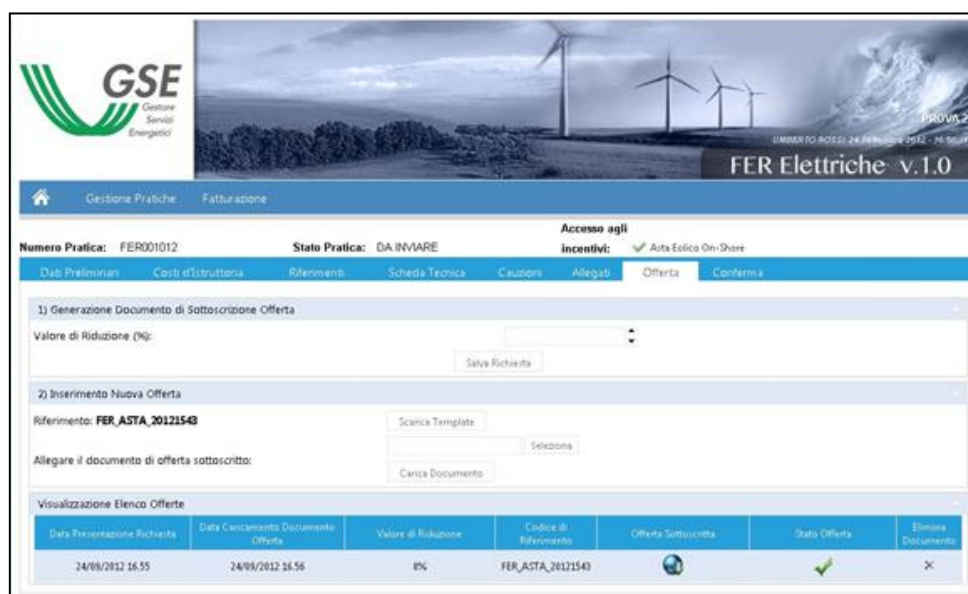 GSE
Gestore
Servizi
Energetici
PROVA 2
UMBERTO ROSSI: 24
FER Elettriche v.1.0
Gestione Pratiche Fatturazione
Numero Pratica: FER001012 Stato Pratica: DA INVIARE Accesso agli incentivi: Asta Eolico On-Shore
Dati Preliminari Costi d'Istruttoria Riferimenti Scheda Tecnica Cauzioni Allegati Offerta Conferma
1) Generazione Documento di Sottoscrizione Offerta
Valore di Riduzione (%):
Salva Richiesta
2) Inserimento Nuova Offerta
Riferimento: FER_ASTA_20121543 Scarica Template
Seleziona
Allegare il documento di offerta sottoscritto:
Carica Documento
Visualizzazione Elenco Offerte
Data Presentazione Richiesta Data Caricamento Documento Offerta Valore di Riduzione Codice di Riferimento Offerta Sottoscritta Stato Offerta Elimina Documento
24/09/2012 16.55 24/09/2012 16.56 8% FER_ASTA_20121543